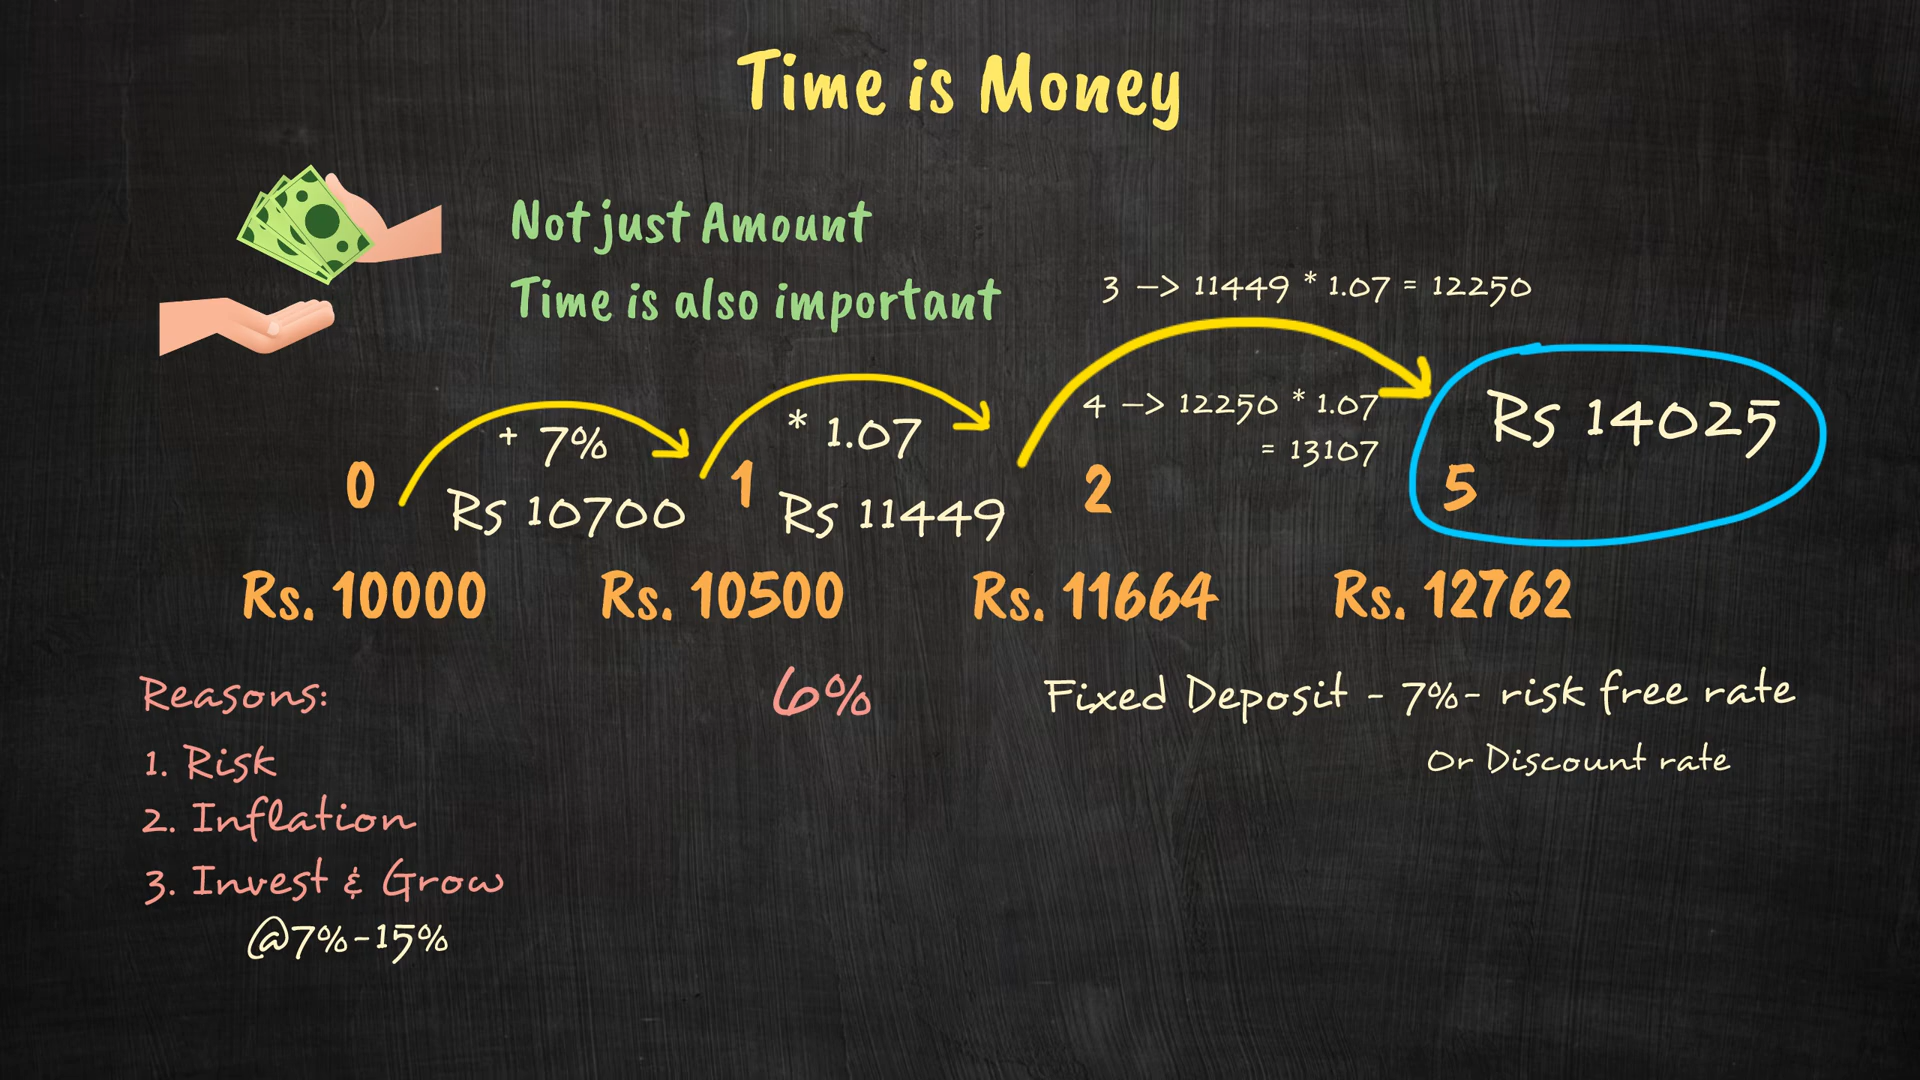 Time is Money
Not just Amount
Time is also important
3 —> 11449 * 1.07 = 12250
4 —> 12250 * 1.07
= 13107
+ 7%
* 1.07
Rs 14025
0
1
2
5
Rs 10700
Rs 11449
Rs. 10000
Rs. 10500
Rs. 11664
Rs. 12762
Reasons:
1. Risk
2. Inflation
3. Invest & Grow
@7%-15%
6%
Fixed Deposit - 7%- risk free rate
Or Discount rate